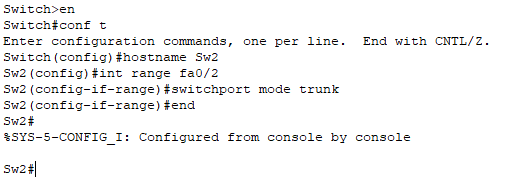 Switch>en
Switch#conf t
Enter configuration commands, one per line.  End with CNTL/Z.
Switch(config)#hostname Sw2
Sw2(config)#int range fa0/2
Sw2(config-if-range)#switchport mode trunk
Sw2(config-if-range)#end
Sw2#
%SYS-5-CONFIG_I: Configured from console by console
Sw2#